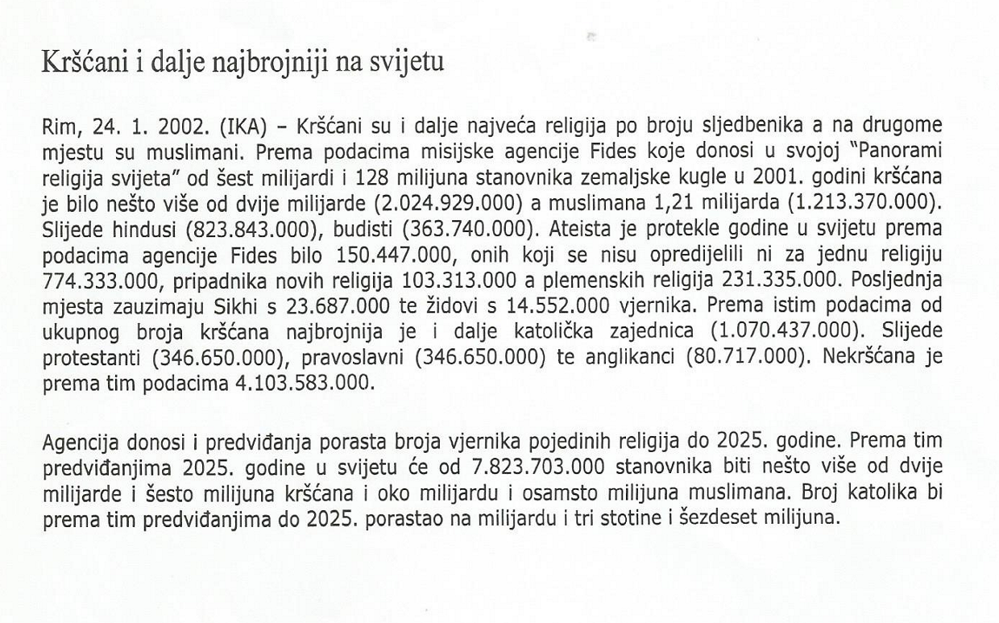 Kršćani i dalje najbrojniji na svijetu
Rim, 24. 1. 2002. (IKA) – Kršćani su i dalje najveća religija po broju sljedbenika a na drugome
mjestu su muslimani. Prema podacima misijske agencije Fides koje donosi u svojoj "Panorami
religija svijeta" od šest milijardi i 128 milijuna stanovnika zemaljske kugle u 2001. godini kršćana
je bilo nešto više od dvije milijarde (2.024.929.000) a muslimana 1,21 milijarda (1.213.370.000).
Slijede hindusi (823.843.000), budisti (363.740.000). Ateista je protekle godine u svijetu prema
podacima agencije Fides bilo 150.447.000, onih koji se nisu opredijelili ni za jednu religiju
774.333.000, pripadnika novih religija 103.313.000 a plemenskih religija 231.335.000. Posljednja
mjesta zauzimaju Sikhi s 23.687.000 te židovi s 14.552.000 vjernika. Prema istim podacima od
ukupnog broja kršćana najbrojnija je i dalje katolička zajednica (1.070.437.000). Slijede
protestanti (346.650.000), pravoslavni (346.650.000) te anglikanci (80.717.000). Nekršćana je
prema tim podacima 4.103.583.000.
Agencija donosi i predviđanja porasta broja vjernika pojedinih religija do 2025. godine. Prema tim
predviđanjima 2025. godine u svijetu će od 7.823.703.000 stanovnika biti nešto više od dvije
milijarde i šesto milijuna kršćana i oko milijardu i osamsto milijuna muslimana. Broj katolika bi
prema tim predviđanjima do 2025. porastao na milijardu i tri stotine i šezdeset milijuna.